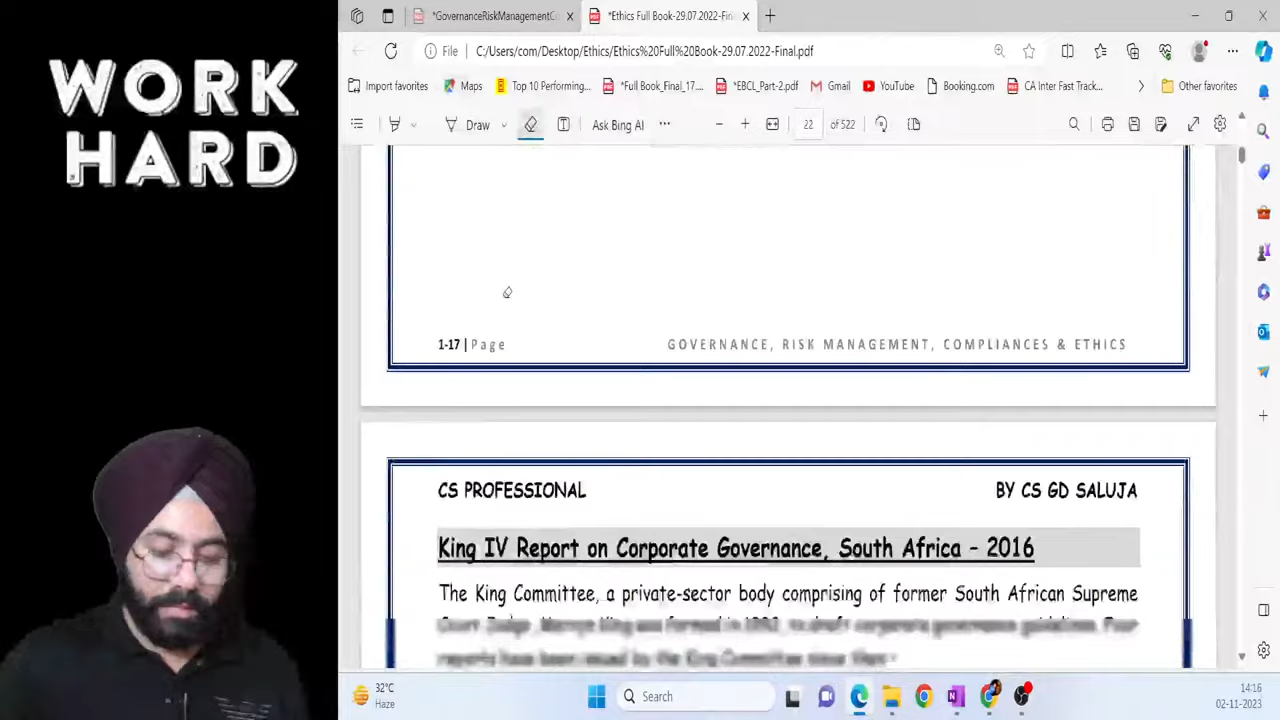 WORK
HARD
*GovernanceRiskManagementC
*Ethics Full Book-29.07.2022-Fina
File
C:/Users/com/Desktop/Ethics/Ethics%20Full%20Book-29.07.2022-Final.pdf
Import favorites
Maps
Top 10 Performing...
*Full Book_Final_17....
*EBCL_Part-2.pdf
Gmail
YouTube
Booking.com
CA Inter Fast Track...
Other favorites
Draw
Ask Bing AI
22
of 522
1-17 | Page
GOVERNANCE, RISK MANAGEMENT, COMPLIANCES & ETHICS
CS PROFESSIONAL
BY CS GD SALUJA
King IV Report on Corporate Governance, South Africa - 2016
The King Committee, a private-sector body comprising of former South African Supreme
32°C
Haze
Search
14:16
02-11-2023